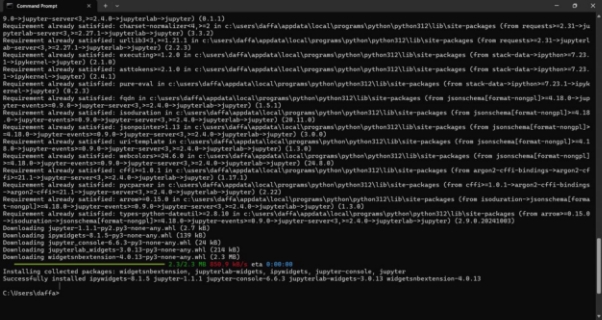 Command Prompt
9.0->jupyter-server<3,>=2.4.0->jupyterlab->jupyter) (0.1.1)
Requirement already satisfied: charset-normalizer<4,>=2 in c:\users\daffa\appdata\local\programs\python\python312\lib\site-packages (from requests>=2.31->ju
pyterlab-server<3,>=2.27.1->jupyterlab->jupyter) (3.3.2)
Requirement already satisfied: urllib3<3,>=1.21.1 in c:\users\daffa\appdata\local\programs\python\python312\lib\site-packages (from requests>=2.31->jupyterl
ab-server<3,>=2.27.1->jupyterlab->jupyter) (2.2.3)
Requirement already satisfied: executing>=1.2.0 in c:\users\daffa\appdata\local\programs\python\python312\lib\site-packages (from stack-data->ipython>=7.23.
1->ipykernel->jupyter) (2.1.0)
Requirement already satisfied: asttokens>=2.1.0 in c:\users\daffa\appdata\local\programs\python\python312\lib\site-packages (from stack-data->ipython>=7.23.
1->ipykernel->jupyter) (2.4.1)
Requirement already satisfied: pure-eval in c:\users\daffa\appdata\local\programs\python\python312\lib\site-packages (from stack-data->ipython>=7.23.1->ipyk
ernel->jupyter) (0.2.3)
Requirement already satisfied: fqdn in c:\users\daffa\appdata\local\programs\python\python312\lib\site-packages (from jsonschema[format-nongpl]>=4.18.0->jup
yter-events>=0.9.0->jupyter-server<3,>=2.4.0->jupyterlab->jupyter) (1.5.1)
Requirement already satisfied: isoduration in c:\users\daffa\appdata\local\programs\python\python312\lib\site-packages (from jsonschema[format-nongpl]>=4.18
.0->jupyter-events>=0.9.0->jupyter-server<3,>=2.4.0->jupyterlab->jupyter) (20.11.0)
Requirement already satisfied: jsonpointer>1.13 in c:\users\daffa\appdata\local\programs\python\python312\lib\site-packages (from jsonschema[format-nongpl]>
=4.18.0->jupyter-events>=0.9.0->jupyter-server<3,>=2.4.0->jupyterlab->jupyter) (3.0.0)
Requirement already satisfied: uri-template in c:\users\daffa\appdata\local\programs\python\python312\lib\site-packages (from jsonschema[format-nongpl]>=4.1
8.0->jupyter-events>=0.9.0->jupyter-server<3,>=2.4.0->jupyterlab->jupyter) (1.3.0)
Requirement already satisfied: webcolors>=24.6.0 in c:\users\daffa\appdata\local\programs\python\python312\lib\site-packages (from jsonschema[format-nongpl]
>=4.18.0->jupyter-events>=0.9.0->jupyter-server<3,>=2.4.0->jupyterlab->jupyter) (24.8.0)
Requirement already satisfied: cffi>=1.0.1 in c:\users\daffa\appdata\local\programs\python\python312\lib\site-packages (from argon2-cffi-bindings->argon2-cf
fi>=21.1->jupyter-server<3,>=2.4.0->jupyterlab->jupyter) (1.17.1)
Requirement already satisfied: pycparser in c:\users\daffa\appdata\local\programs\python\python312\lib\site-packages (from cffi>=1.0.1->argon2-cffi-bindings
->argon2-cffi>=21.1->jupyter-server<3,>=2.4.0->jupyterlab->jupyter) (2.22)
Requirement already satisfied: arrow>=0.15.0 in c:\users\daffa\appdata\local\programs\python\python312\lib\site-packages (from isoduration->jsonschema[forma
t-nongpl]>=4.18.0->jupyter-events>=0.9.0->jupyter-server<3,>=2.4.0->jupyterlab->jupyter) (1.3.0)
Requirement already satisfied: types-python-dateutil>=2.8.10 in c:\users\daffa\appdata\local\programs\python\python312\lib\site-packages (from arrow>=0.15.0
->isoduration->jsonschema[format-nongpl]>=4.18.0->jupyter-events>=0.9.0->jupyter-server<3,>=2.4.0->jupyterlab->jupyter) (2.9.0.20241003)
Downloading jupyter-1.1.1-py2.py3-none-any.whl (2.7 kB)
Downloading ipywidgets-8.1.5-py3-none-any.whl (139 kB)
Downloading jupyter_console-6.6.3-py3-none-any.whl (24 kB)
Downloading jupyterlab_widgets-3.0.13-py3-none-any.whl (214 kB)
Downloading widgetsnbextension-4.0.13-py3-none-any.whl (2.3 MB)
2.3/2.3 MB 850.9 kB/s eta 0:00:00
Installing collected packages: widgetsnbextension, jupyterlab-widgets, ipywidgets, jupyter-console, jupyter
Successfully installed ipywidgets-8.1.5 jupyter-1.1.1 jupyter-console-6.6.3 jupyterlab-widgets-3.0.13 widgetsnbextension-4.0.13
C:\Users\daffa>